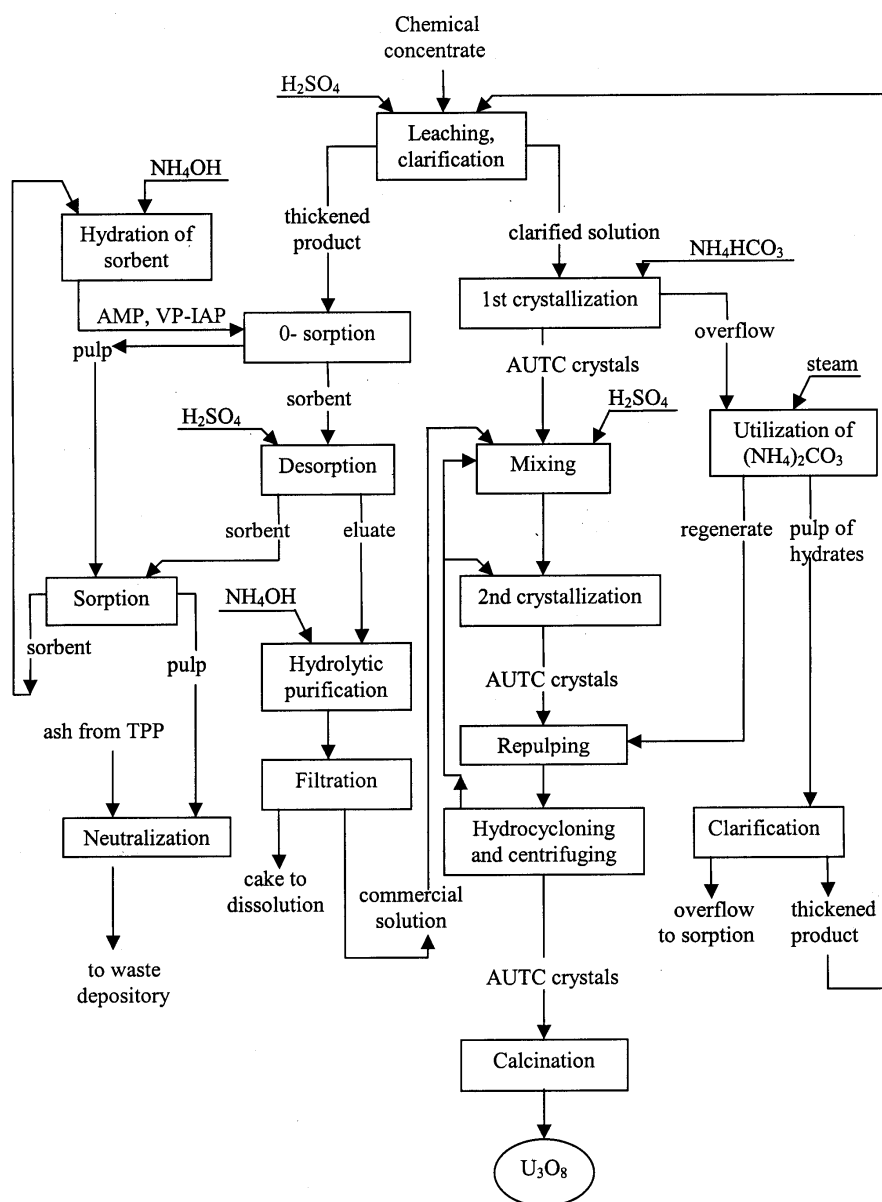 Chemical
concentrate
H₂SO₄
Leaching,
clarification
NH₄OH
Hydration of
sorbent
thickened
product
clarified solution
NH₄HCO₃
1st crystallization
AMP, VP-IAP
0- sorption
pulp
overflow
AUTC crystals
steam
sorbent
H₂SO₄
H₂SO₄
Desorption
Mixing
Utilization of
(NH₄)₂CO₃
sorbent
eluate
regenerate
pulp of
hydrates
Sorption
NH₄OH
2nd crystallization
sorbent
pulp
Hydrolytic
purification
AUTC crystals
ash from TPP
Repulping
Filtration
Neutralization
Hydrocycloning
and centrifuging
Clarification
cake to
dissolution
commercial
solution
overflow
to sorption
thickened
product
to waste
depository
AUTC crystals
Calcination
U₃O₈